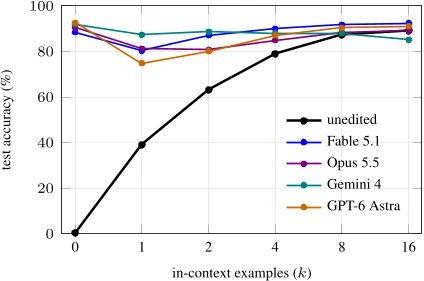 100
80
60
40
20
0
test accuracy (%)
unedited
Fable 5.1
Opus 5.5
Gemini 4
GPT-6 Astra
0 1 2 4 8 16
in-context examples (k)